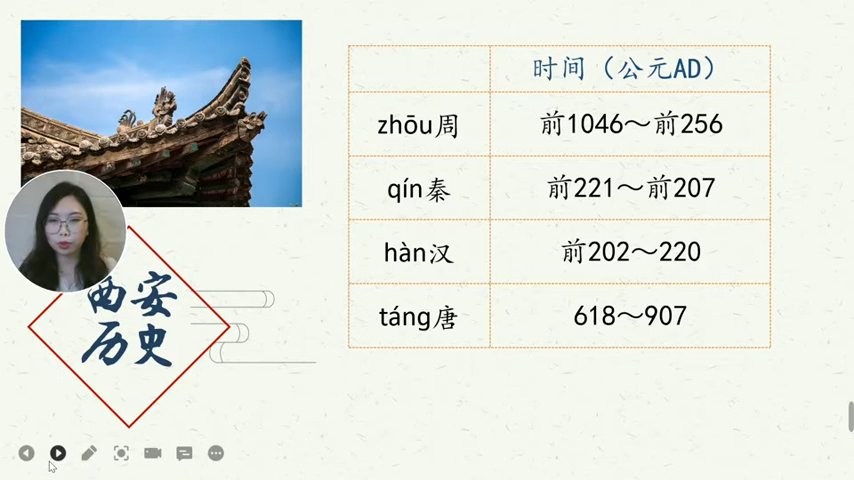 时间（公元AD）
zhōu周 前1046～前256
qín秦 前221～前207
hàn汉 前202～220
táng唐 618～907
西安
历史